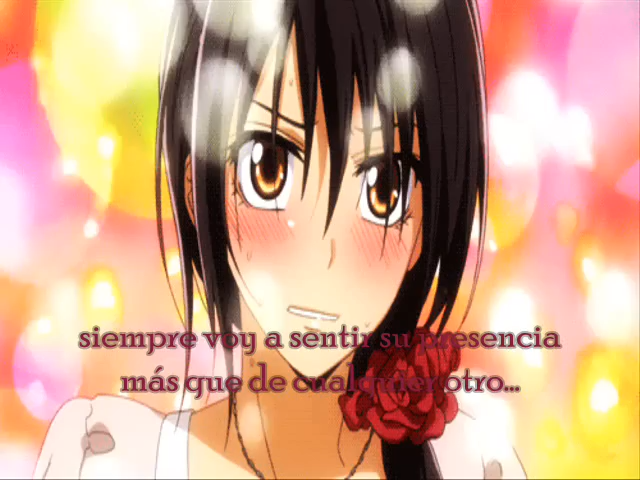 siempre voy a sentir su presencia
más que de cualquier otro...